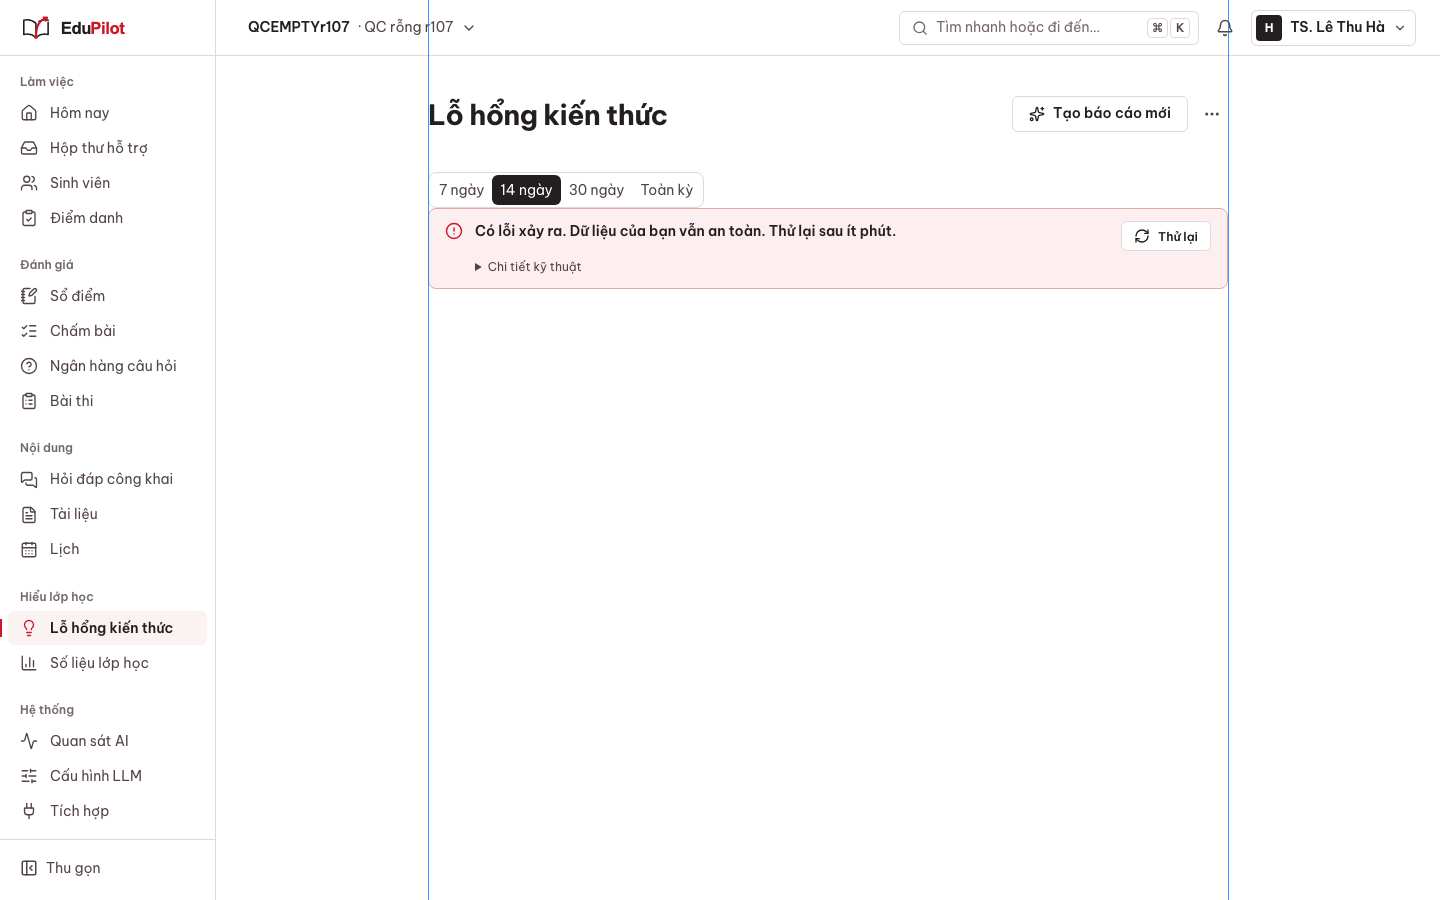 EduPilot
QCEMPTYr107 · QC rỗng r107
Tìm nhanh hoặc đi đến...
⌘ K
H
TS. Lê Thu Hà
Làm việc
Hôm nay
Hộp thư hỗ trợ
Sinh viên
Điểm danh
Đánh giá
Sổ điểm
Chấm bài
Ngân hàng câu hỏi
Bài thi
Nội dung
Hỏi đáp công khai
Tài liệu
Lịch
Hiểu lớp học
Lỗ hổng kiến thức
Số liệu lớp học
Hệ thống
Quan sát AI
Cấu hình LLM
Tích hợp
Thu gọn
Lỗ hổng kiến thức
Tạo báo cáo mới
7 ngày 14 ngày 30 ngày Toàn kỳ
Có lỗi xảy ra. Dữ liệu của bạn vẫn an toàn. Thử lại sau ít phút.
Thử lại
Chi tiết kỹ thuật